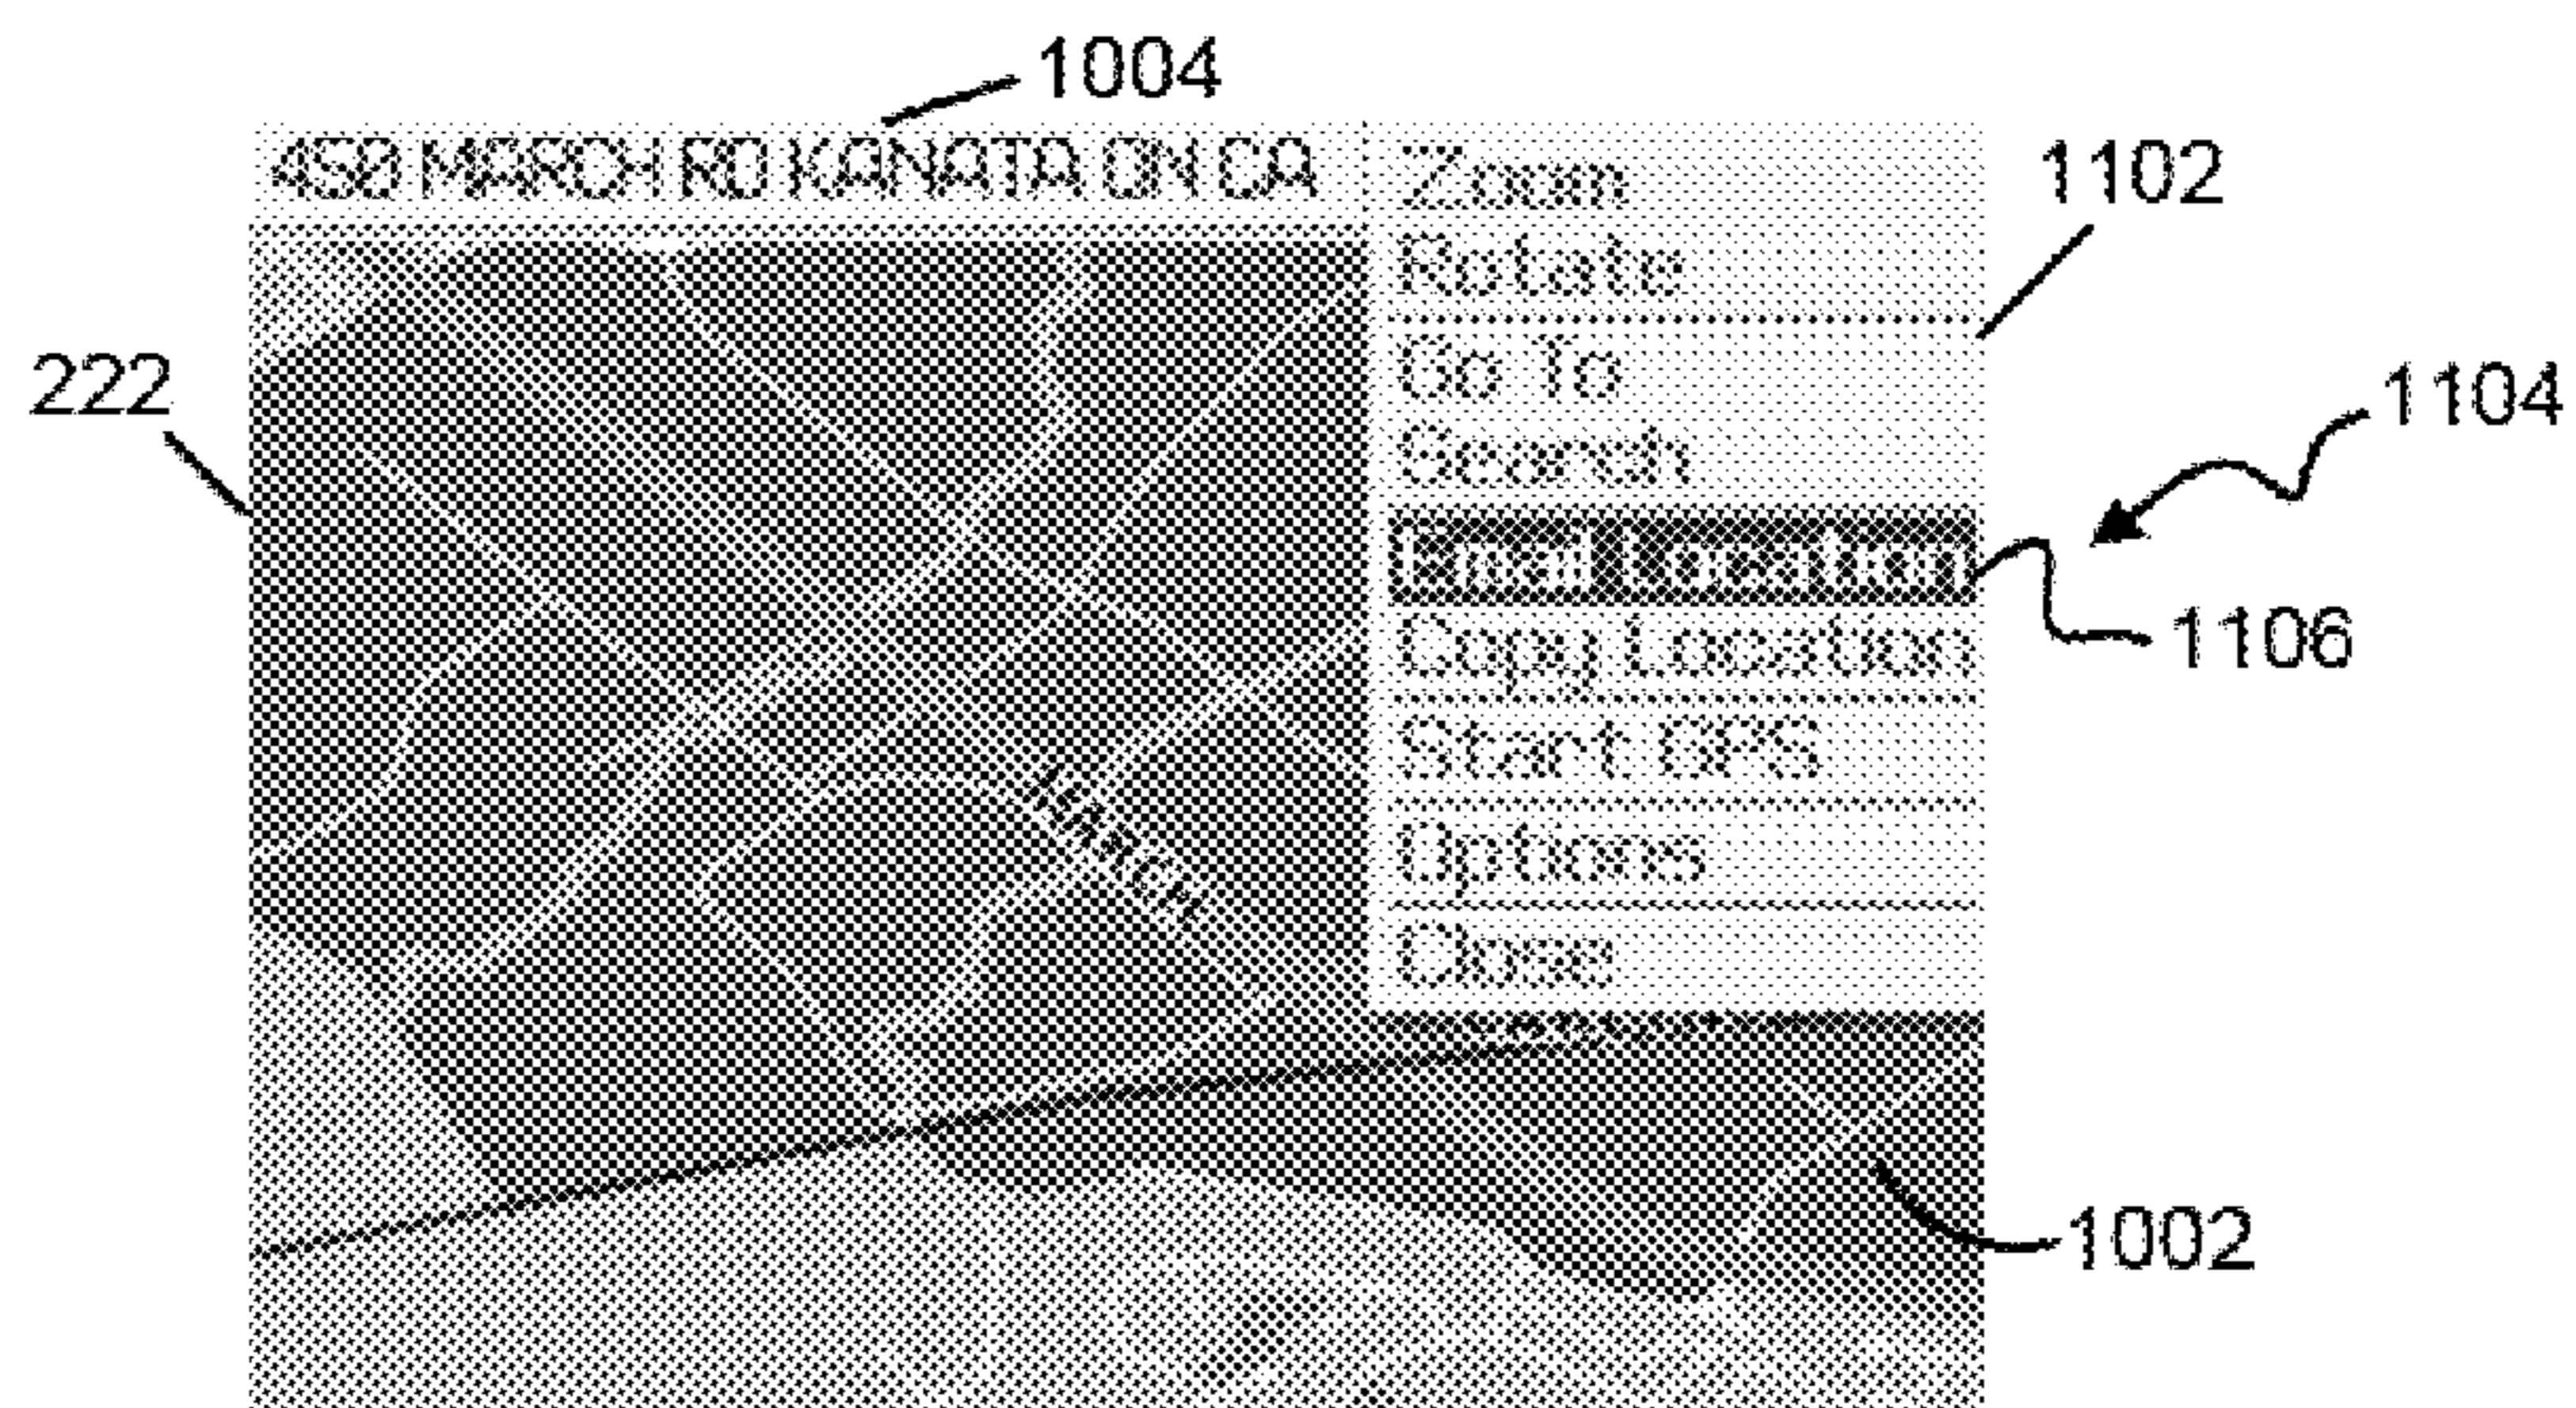 1004
450 MARCH RD KANATA ON CA
Zoom
1102
Rotate
Go To
222
1104
Search
Email Location
1106
Copy Location
Start GPS
MARCH
Options
Close
1002